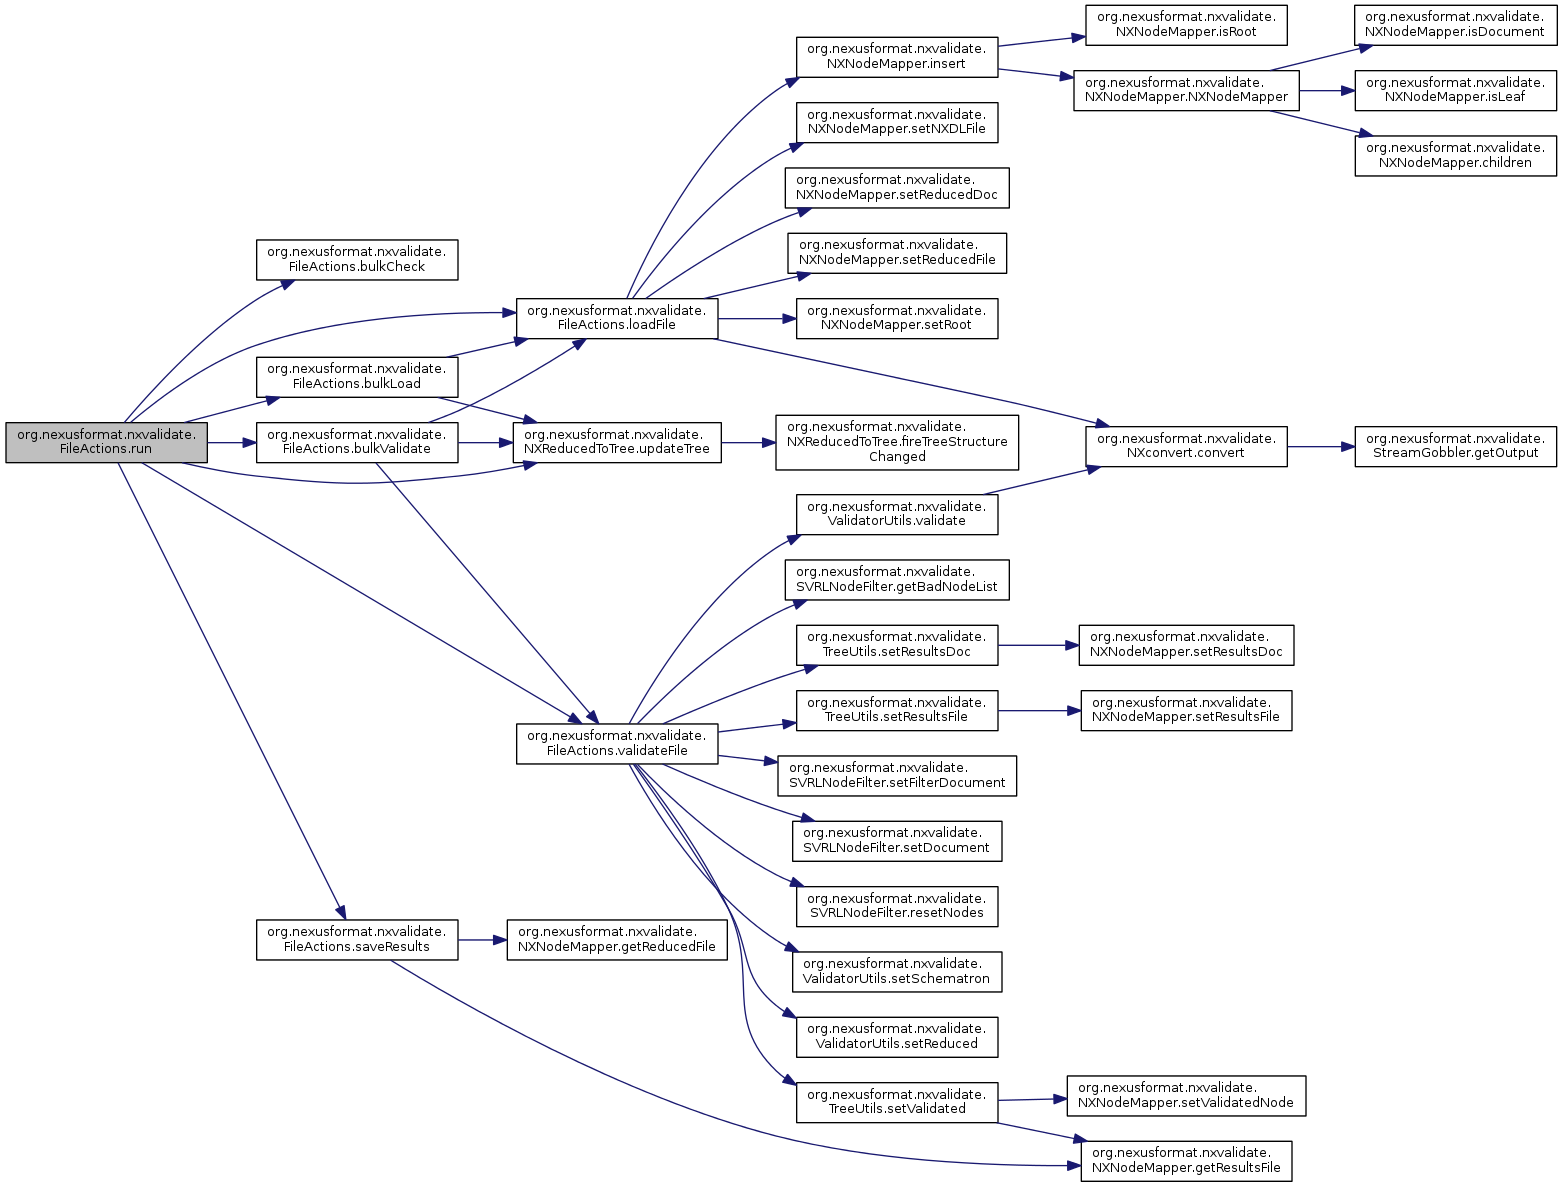 org.nexusformat.nxvalidate.
FileActions.run
org.nexusformat.nxvalidate.
FileActions.bulkCheck
org.nexusformat.nxvalidate.
FileActions.bulkLoad
org.nexusformat.nxvalidate.
FileActions.bulkValidate
org.nexusformat.nxvalidate.
FileActions.saveResults
org.nexusformat.nxvalidate.
FileActions.loadFile
org.nexusformat.nxvalidate.
NXReducedToTree.updateTree
org.nexusformat.nxvalidate.
FileActions.validateFile
org.nexusformat.nxvalidate.
NXNodeMapper.getReducedFile
org.nexusformat.nxvalidate.
NXNodeMapper.insert
org.nexusformat.nxvalidate.
NXNodeMapper.setNXDLFile
org.nexusformat.nxvalidate.
NXNodeMapper.setReducedDoc
org.nexusformat.nxvalidate.
NXNodeMapper.setReducedFile
org.nexusformat.nxvalidate.
NXNodeMapper.setRoot
org.nexusformat.nxvalidate.
NXReducedToTree.fireTreeStructure
Changed
org.nexusformat.nxvalidate.
ValidatorUtils.validate
org.nexusformat.nxvalidate.
SVRLNodeFilter.getBadNodeList
org.nexusformat.nxvalidate.
TreeUtils.setResultsDoc
org.nexusformat.nxvalidate.
TreeUtils.setResultsFile
org.nexusformat.nxvalidate.
SVRLNodeFilter.setFilterDocument
org.nexusformat.nxvalidate.
SVRLNodeFilter.setDocument
org.nexusformat.nxvalidate.
SVRLNodeFilter.resetNodes
org.nexusformat.nxvalidate.
ValidatorUtils.setSchematron
org.nexusformat.nxvalidate.
ValidatorUtils.setReduced
org.nexusformat.nxvalidate.
TreeUtils.setValidated
org.nexusformat.nxvalidate.
NXNodeMapper.isRoot
org.nexusformat.nxvalidate.
NXNodeMapper.NXNodeMapper
org.nexusformat.nxvalidate.
NXconvert.convert
org.nexusformat.nxvalidate.
NXNodeMapper.setResultsDoc
org.nexusformat.nxvalidate.
NXNodeMapper.setResultsFile
org.nexusformat.nxvalidate.
NXNodeMapper.setValidatedNode
org.nexusformat.nxvalidate.
NXNodeMapper.getResultsFile
org.nexusformat.nxvalidate.
NXNodeMapper.isDocument
org.nexusformat.nxvalidate.
NXNodeMapper.isLeaf
org.nexusformat.nxvalidate.
NXNodeMapper.children
org.nexusformat.nxvalidate.
StreamGobbler.getOutput